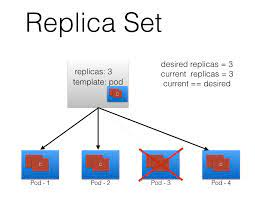 Replica Set
replicas: 3
template: pod
desired replicas = 3
current replicas = 3
current == desired
Pod - 1
Pod - 2
Pod - 3
Pod - 4